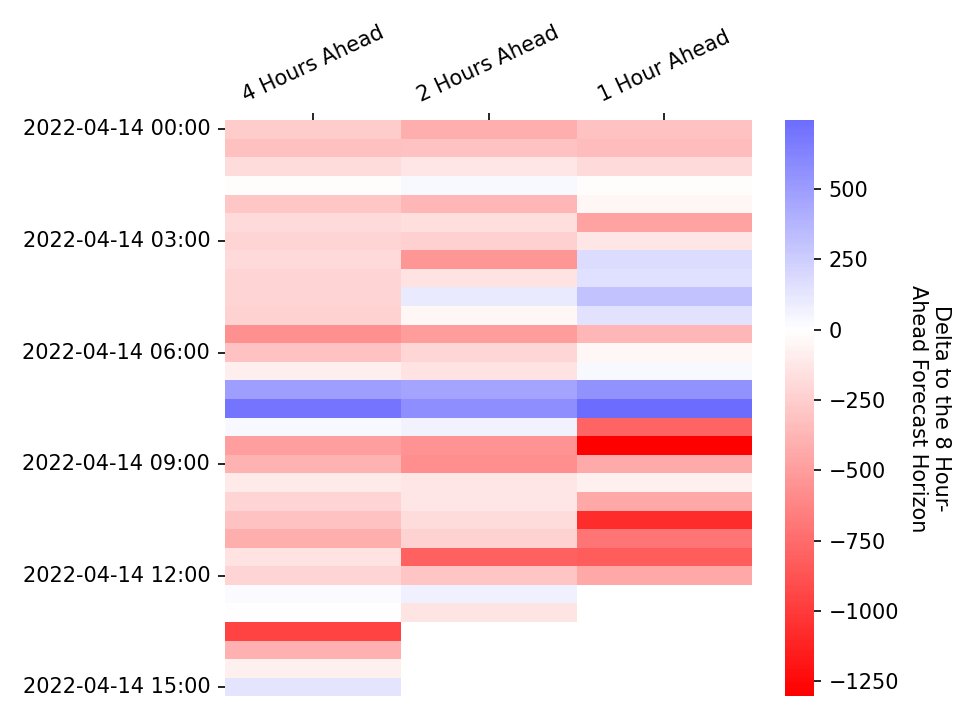 4 Hours Ahead
2 Hours Ahead
1 Hour Ahead
2022-04-14 00:00
2022-04-14 03:00
2022-04-14 06:00
2022-04-14 09:00
2022-04-14 12:00
2022-04-14 15:00
500
250
0
−250
−500
−750
−1000
−1250
Delta to the 8 Hour-
Ahead Forecast Horizon